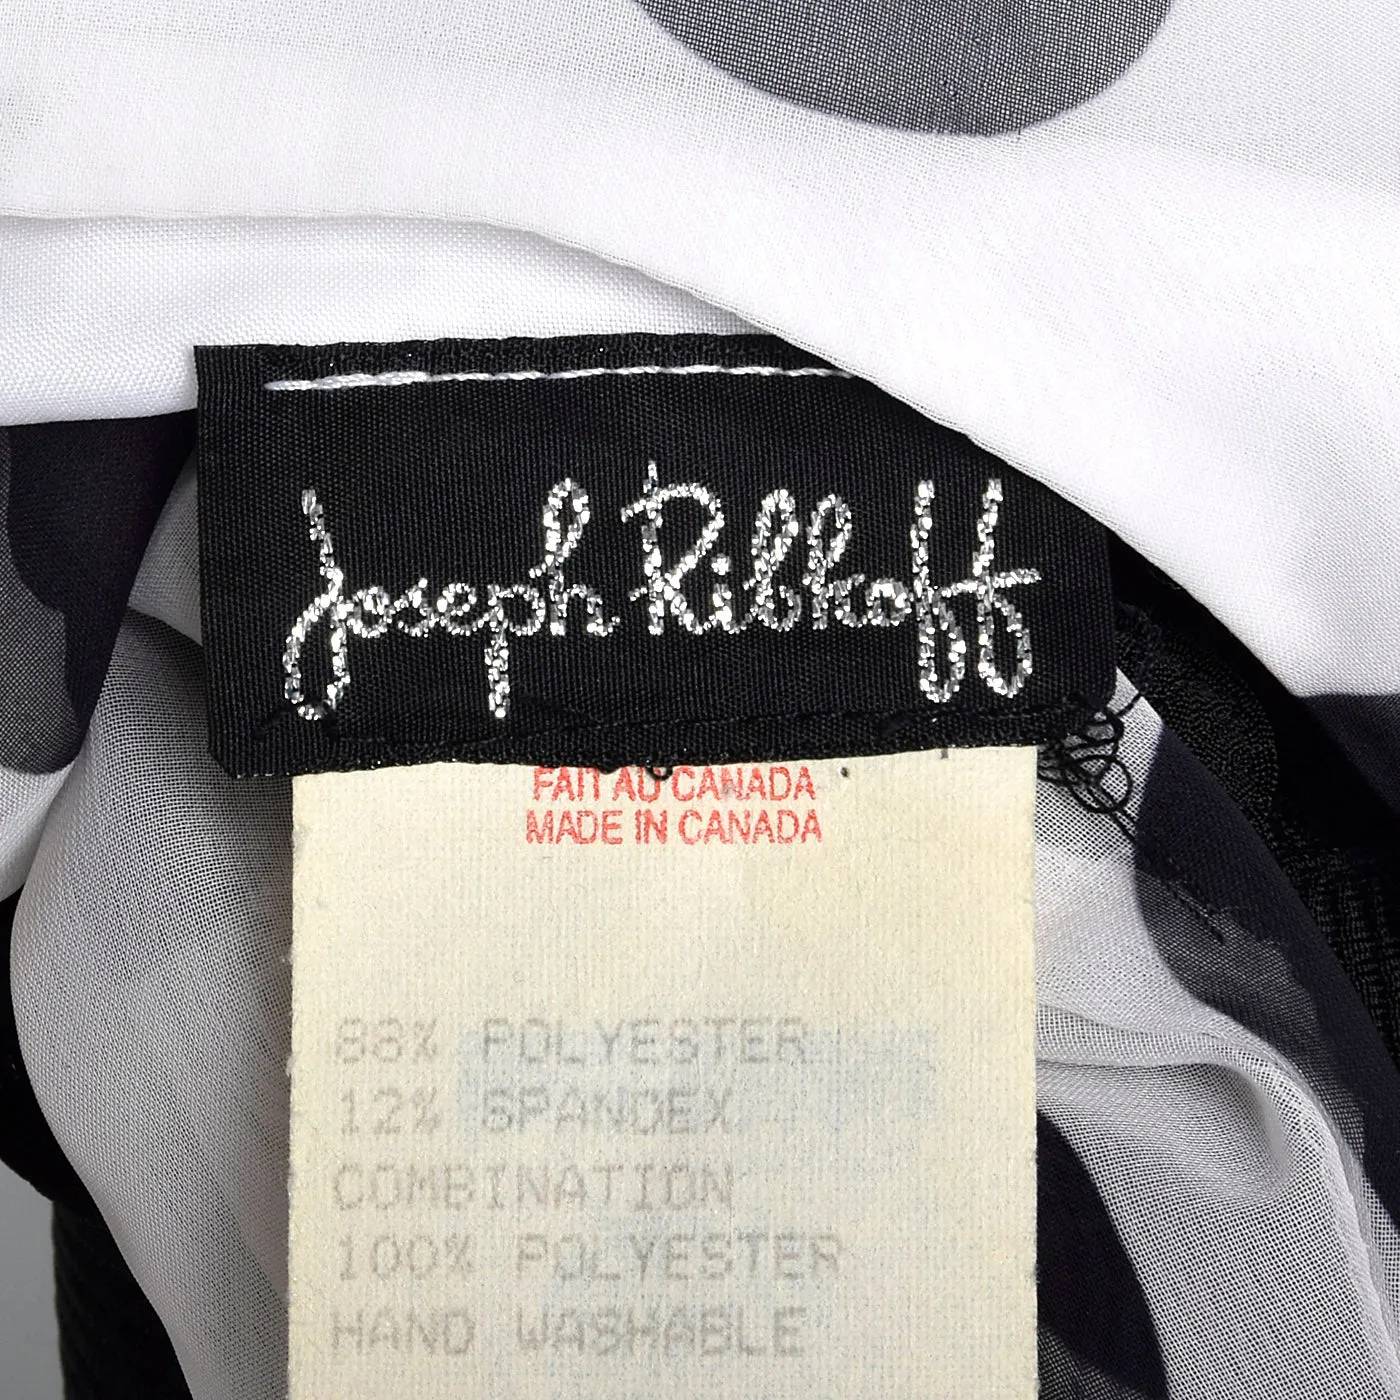 Joseph Ribkoff
FAIT AU CANADA
MADE IN CANADA
88% POLYESTER
12% SPANDEX
COMBINATION
100% POLYESTER
HAND WASHABLE